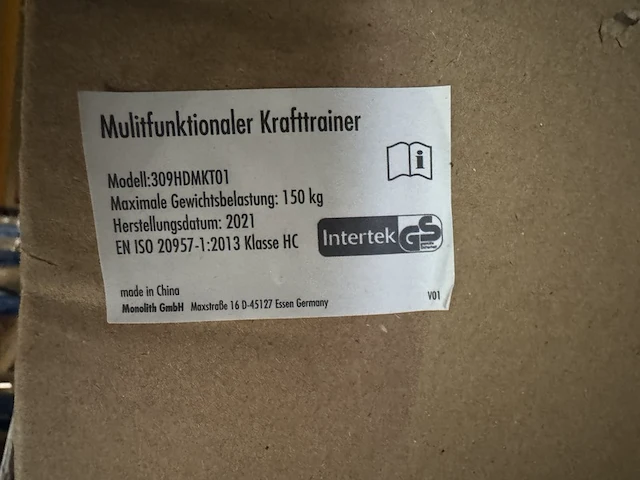 Mulitfunktionaler Krafttrainer
Modell:309HDMKT01
Maximale Gewichtsbelastung: 150 kg
Herstellungsdatum: 2021
EN ISO 20957-1:2013 Klasse HC
Intertek GS
made in China
Monolith GmbH Maxstraße 16 D-45127 Essen Germany
V01